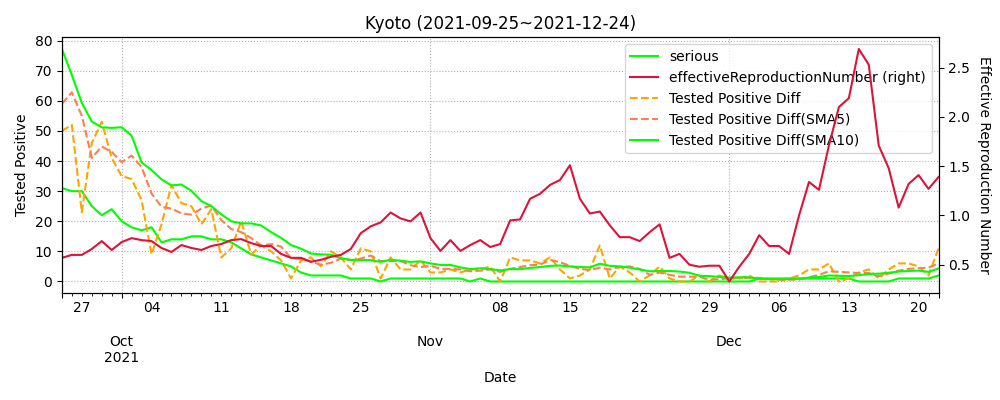 Kyoto (2021-09-25~2021-12-24)
80
70
60
50
40
30
20
10
0
Tested Positive
serious
effectiveReproductionNumber (right)
Tested Positive Diff
Tested Positive Diff(SMA5)
Tested Positive Diff(SMA10)
2.5
2.0
1.5
1.0
0.5
Effective Reproduction Number
27 04 11 18 25 08 15 22 29 06 13 20
Oct Nov Dec
2021
Date